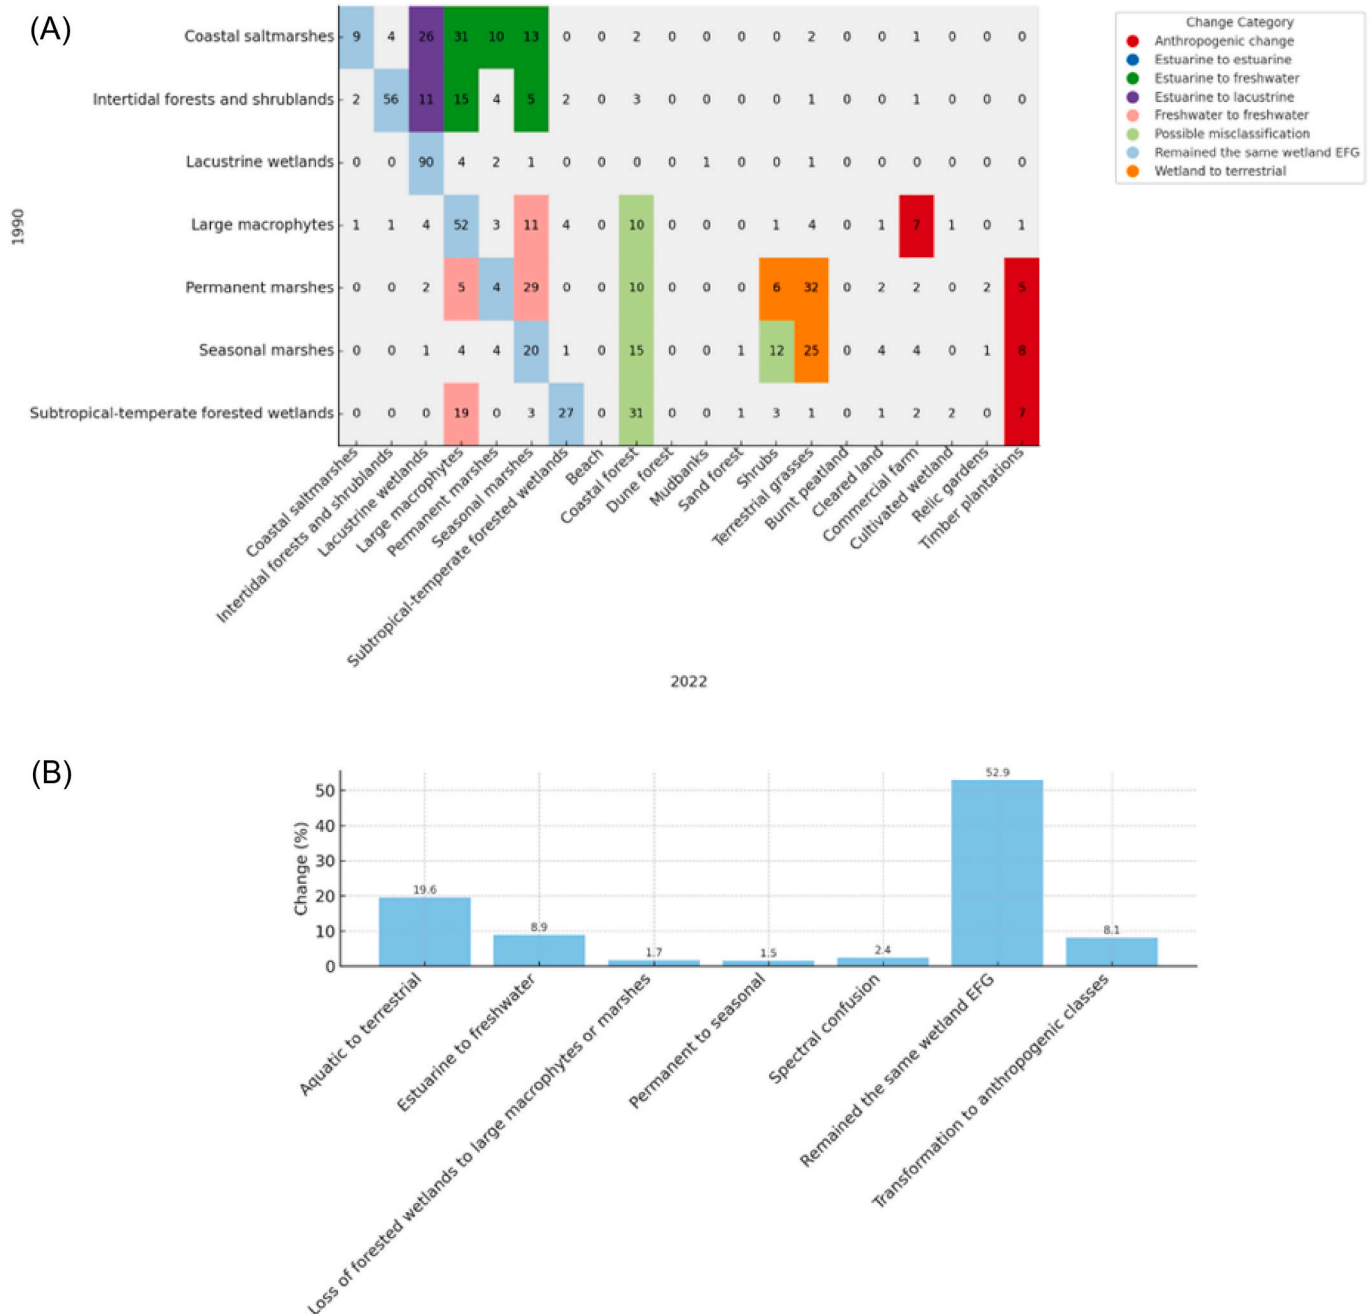 (A)
Change Category
Anthropogenic change
Estuarine to estuarine
Estuarine to freshwater
Estuarine to lacustrine
Freshwater to freshwater
Possible misclassification
Remained the same wetland EFG
Wetland to terrestrial
1990
Coastal saltmarshes 9 4 26 31 10 13 0 0 2 0 0 0 0 2 0 0 1 0 0 0
Intertidal forests and shrublands 2 56 11 15 4 5 2 0 3 0 0 0 0 1 0 0 1 0 0 0
Lacustrine wetlands 0 0 90 4 2 1 0 0 0 0 1 0 0 1 0 0 0 0 0 0
Large macrophytes 1 1 4 52 3 11 4 0 10 0 0 0 1 4 0 1 7 1 0 1
Permanent marshes 0 0 2 5 4 29 0 0 10 0 0 0 6 32 0 2 2 0 2 5
Seasonal marshes 0 0 1 4 4 20 1 0 15 0 0 1 12 25 0 4 4 0 1 8
Subtropical-temperate forested wetlands 0 0 0 19 0 3 27 0 31 0 0 1 3 1 0 1 2 2 0 7
Coastal saltmarshes
Intertidal forests and shrublands
Lacustrine wetlands
Large macrophytes
Permanent marshes
Seasonal marshes
Subtropical-temperate forested wetlands
Beach
Coastal forest
Dune forest
Mudbanks
Sand forest
Shrubs
Terrestrial grasses
Burnt peatland
Cleared land
Commercial farm
Cultivated wetland
Relic gardens
Timber plantations
2022
(B)
Change (%)
50
40
30
20
10
0
19.6
8.9
1.7
1.5
2.4
52.9
8.1
Aquatic to terrestrial
Estuarine to freshwater
Loss of forested wetlands to large macrophytes or marshes
Permanent to seasonal
Spectral confusion
Remained the same wetland EFG
Transformation to anthropogenic classes